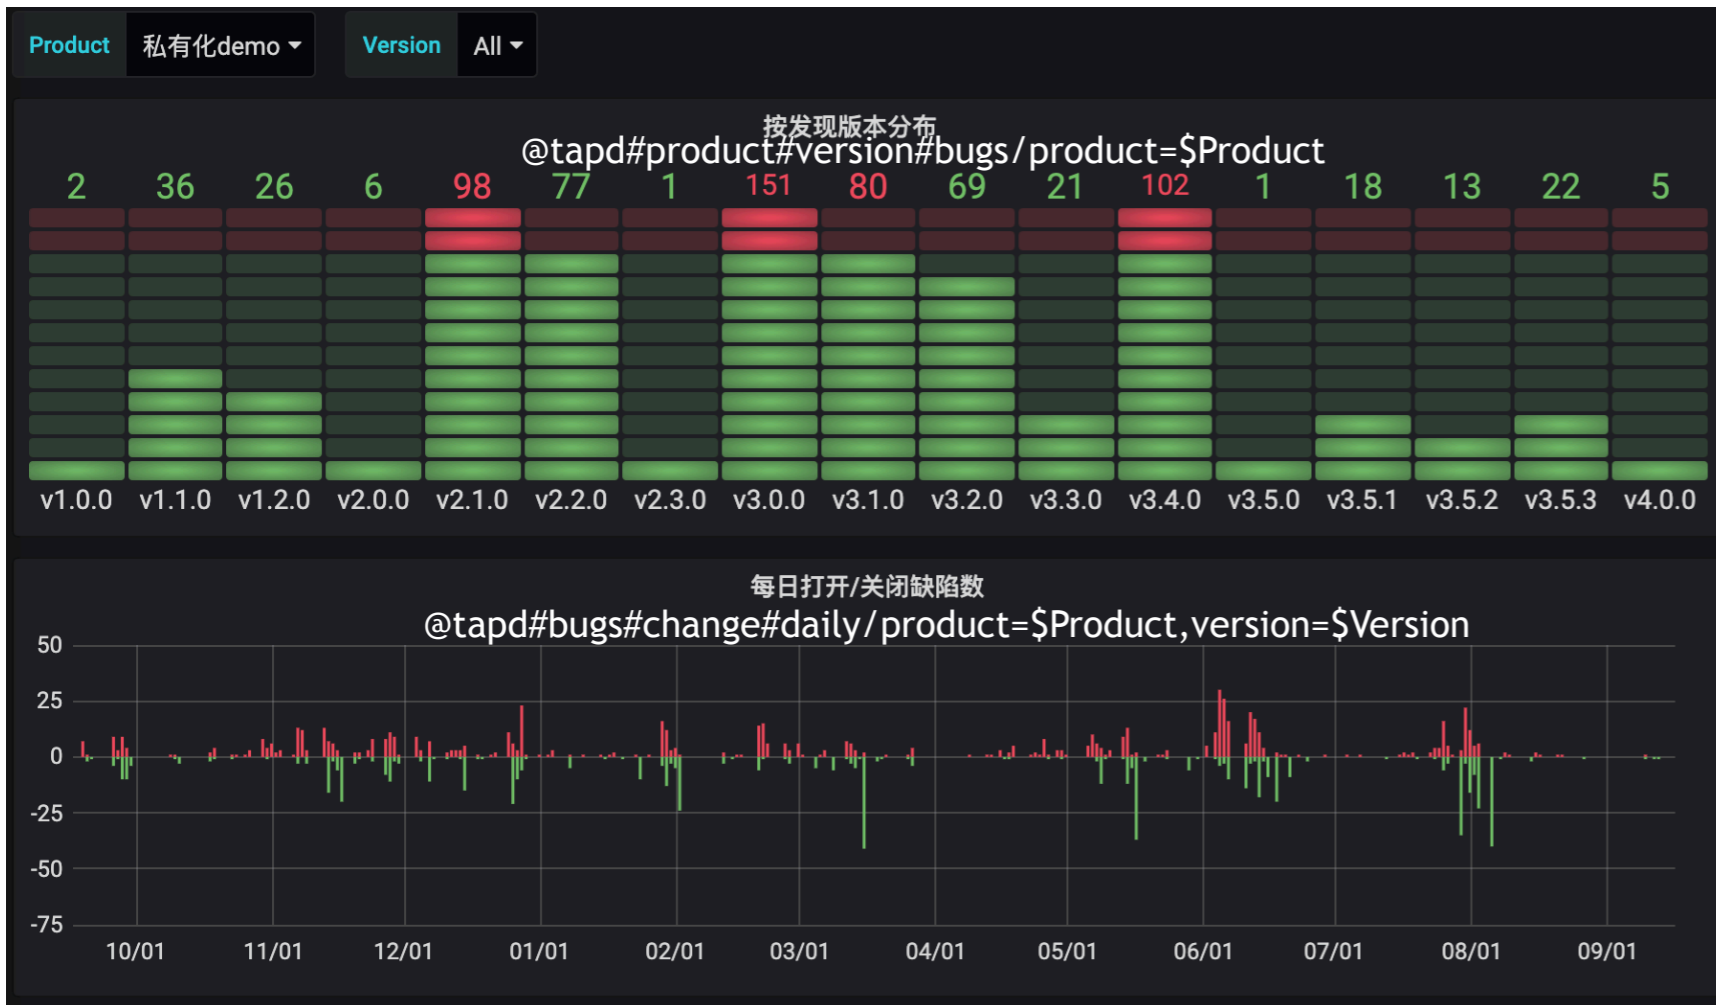 Product 私有化demo Version All
按发现版本分布
@tapd#product#version#bugs/product=$Product
2 36 26 6 98 77 1 151 80 69 21 102 1 18 13 22 5
v1.0.0 v1.1.0 v1.2.0 v2.0.0 v2.1.0 v2.2.0 v2.3.0 v3.0.0 v3.1.0 v3.2.0 v3.3.0 v3.4.0 v3.5.0 v3.5.1 v3.5.2 v3.5.3 v4.0.0
每日打开/关闭缺陷数
@tapd#bugs#change#daily/product=$Product,version=$Version
50
25
0
-25
-50
-75
10/01 11/01 12/01 01/01 02/01 03/01 04/01 05/01 06/01 07/01 08/01 09/01